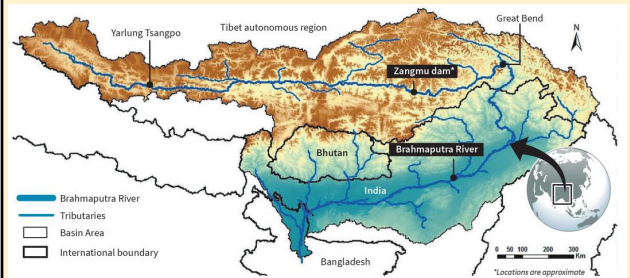 Great Bend
Yarlung Tsangpo
Tibet autonomous region
N
Zangmu dam*
Bhutan
Brahmaputra River
India
Brahmaputra River
Tributaries
Basin Area
International boundary
Bangladesh
0 50 100 200 300
Km
*Locations are approximate